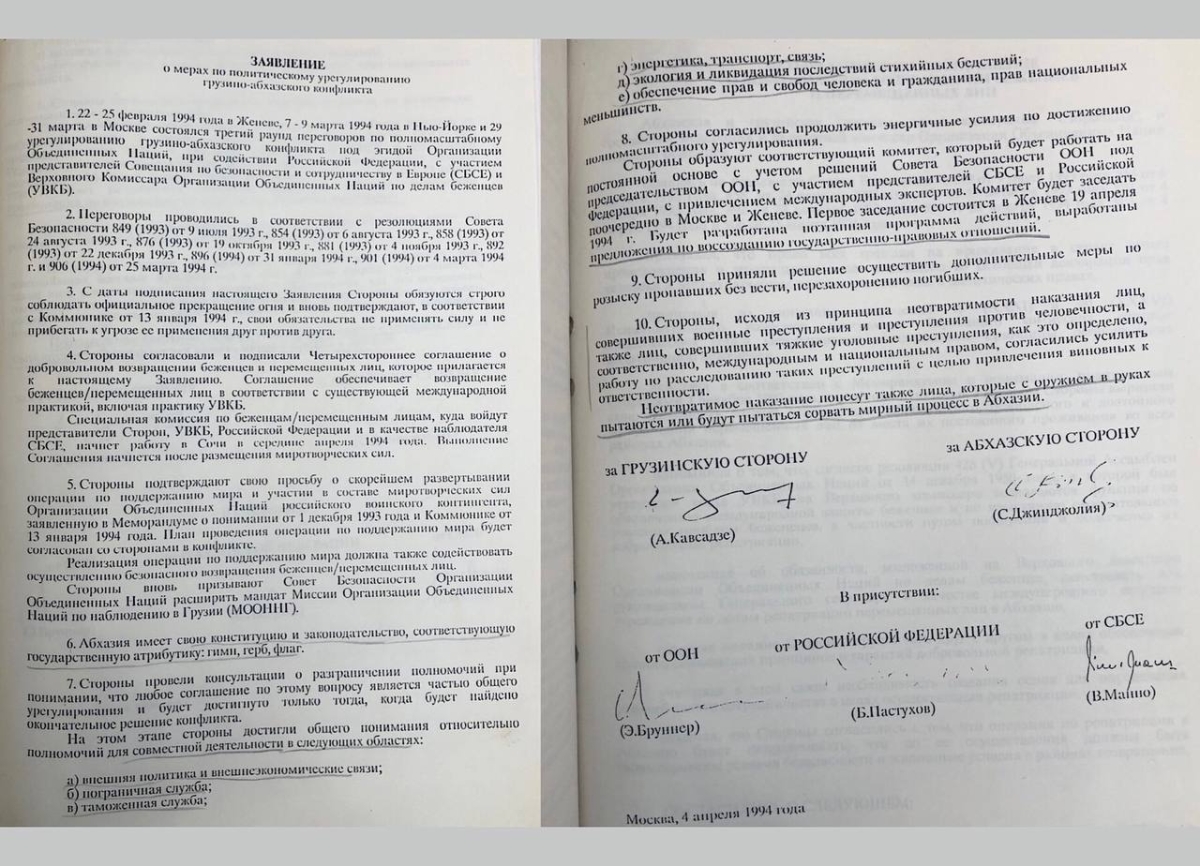 ЗАЯВЛЕНИЕ
о мерах по политическому урегулированию
грузино-абхазского конфликта
1. 22 - 25 февраля 1994 года в Женеве, 7 - 9 марта 1994 года в Нью-Йорке и 29
-31 марта в Москве состоялся третий раунд переговоров по полномасштабному
урегулированию грузино-абхазского конфликта под эгидой Организации
Объединенных Наций, при содействии Российской Федерации, с участием
представителей Совещания по безопасности и сотрудничеству в Европе (СБСЕ) и
Верховного Комиссара Организации Объединенных Наций по делам беженцев
(УВКБ).
2. Переговоры проводились в соответствии с резолюциями Совета
Безопасности 849 (1993) от 9 июля 1993 г., 854 (1993) от 6 августа 1993 г., 858 (1993) от
24 августа 1993 г., 876 (1993) от 19 октября 1993 г., 881 (1993) от 4 ноября 1993 г., 892
(1993) от 22 декабря 1993 г., 896 (1994) от 31 января 1994 г., 901 (1994) от 4 марта 1994
г. и 906 (1994) от 25 марта 1994 г.
3. С даты подписания настоящего Заявления Стороны обязуются строго
соблюдать официальное прекращение огня и вновь подтверждают, в соответствии
с Коммюнике от 13 января 1994 г., свои обязательства не применять силу и не
прибегать к угрозе ее применения друг против друга.
4. Стороны согласовали и подписали Четырехстороннее соглашение о
добровольном возвращении беженцев и перемещенных лиц, которое прилагается
к настоящему Заявлению. Соглашение обеспечивает возвращение
беженцев/перемещенных лиц в соответствии с существующей международной
практикой, включая практику УВКБ.
Специальная комиссия по беженцам/перемещенным лицам, куда войдут
представители Сторон, УВКБ, Российской Федерации и в качестве наблюдателя
СБСЕ, начнет работу в Сочи в середине апреля 1994 года. Выполнение
Соглашения начнется после размещения миротворческих сил.
5. Стороны подтверждают свою просьбу о скорейшем развертывании
операции по поддержанию мира и участии в составе миротворческих сил
Организации Объединенных Наций российского воинского контингента,
заявленную в Меморандуме о понимании от 1 декабря 1993 года и Коммюнике от
13 января 1994 года. План проведения операции по поддержанию мира будет
согласован со сторонами в конфликте.
Реализация операции по поддержанию мира должна также содействовать
осуществлению безопасного возвращения беженцев/перемещенных лиц.
Стороны вновь призывают Совет Безопасности Организации
Объединенных Наций расширить мандат Миссии Организации Объединенных
Наций по наблюдению в Грузии (МООННГ).
6. Абхазия имеет свою конституцию и законодательство, соответствующую
государственную атрибутику: гимн, герб, флаг.
7. Стороны провели консультации о разграничении полномочий при
понимании, что любое соглашение по этому вопросу является частью общего
урегулирования и будет достигнуто только тогда, когда будет найдено
окончательное решение конфликта.
На этом этапе стороны достигли общего понимания относительно
полномочий для совместной деятельности в следующих областях:
а) внешняя политика и внешнеэкономические связи;
б) пограничная служба;
в) таможенная служба;
г) энергетика, транспорт, связь;
д) экология и ликвидация последствий стихийных бедствий;
е) обеспечение прав и свобод человека и гражданина, прав национальных
меньшинств.
8. Стороны согласились продолжить энергичные усилия по достижению
полномасштабного урегулирования.
Стороны образуют соответствующий комитет, который будет работать на
постоянной основе с учетом решений Совета Безопасности ООН под
председательством ООН, с участием представителей СБСЕ и Российской
Федерации, с привлечением международных экспертов. Комитет будет заседать
поочередно в Москве и Женеве. Первое заседание состоится в Женеве 19 апреля
1994 г. Будет разработана поэтапная программа действий, выработаны
предложения по воссозданию государственно-правовых отношений.
9. Стороны приняли решение осуществить дополнительные меры по
розыску пропавших без вести, перезахоронению погибших.
10. Стороны, исходя из принципа неотвратимости наказания лиц,
совершивших военные преступления и преступления против человечности, а
также лиц, совершивших тяжкие уголовные преступления, как это определено,
соответственно, международным и национальным правом, согласились усилить
работу по расследованию таких преступлений с целью привлечения виновных к
ответственности.
Неотвратимое наказание понесут также лица, которые с оружием в руках
пытаются или будут пытаться сорвать мирный процесс в Абхазии.
за ГРУЗИНСКУЮ СТОРОНУ
за АБХАЗСКУЮ СТОРОНУ
(А.Кавсадзе)
(С.Джинджолия)
В присутствии:
от ООН
от РОССИЙСКОЙ ФЕДЕРАЦИИ
от СБСЕ
(Э.Бруннер)
(Б.Пастухов)
(В.Манно)
Москва, 4 апреля 1994 года